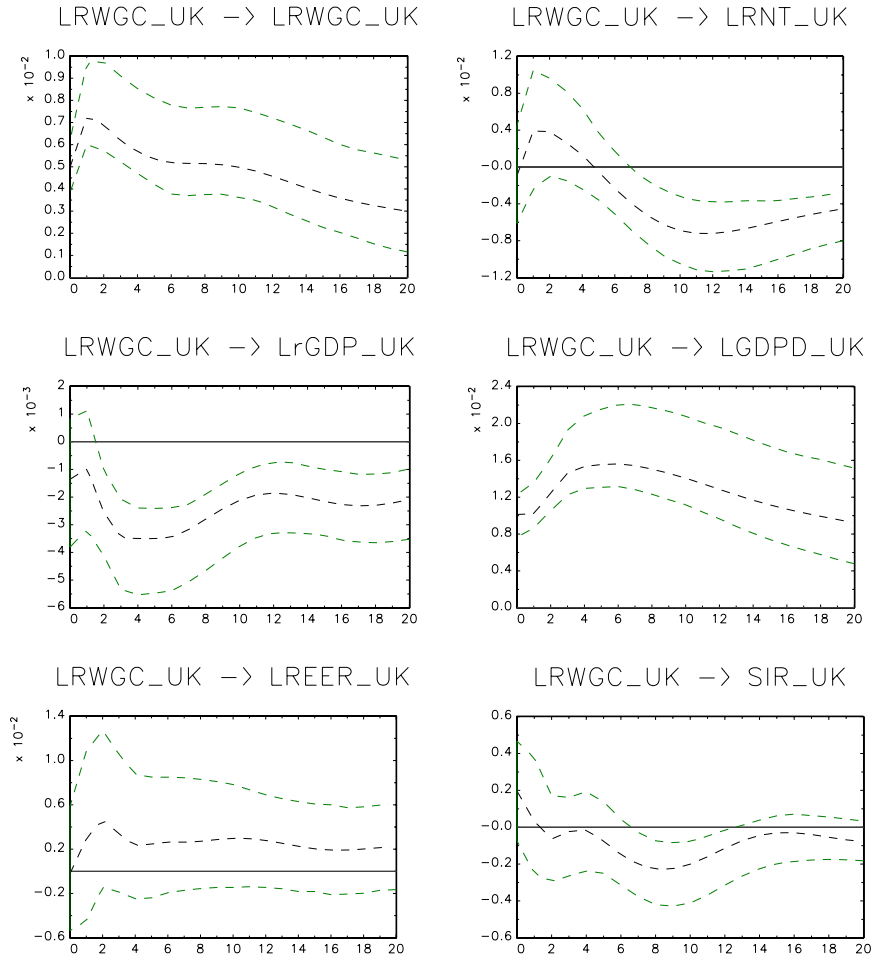 LRWGC_UK -> LRWGC_UK
x 10⁻²
1.0
0.9
0.8
0.7
0.6
0.5
0.4
0.3
0.2
0.1
0.0
0 2 4 6 8 10 12 14 16 18 20
LRWGC_UK -> LRNT_UK
x 10⁻²
1.2
0.8
0.4
-0.0
-0.4
-0.8
-1.2
0 2 4 6 8 10 12 14 16 18 20
LRWGC_UK -> LrGDP_UK
x 10⁻³
2
1
0
-1
-2
-3
-4
-5
-6
0 2 4 6 8 10 12 14 16 18 20
LRWGC_UK -> LGDPD_UK
x 10⁻²
2.4
2.0
1.6
1.2
0.8
0.4
0.0
0 2 4 6 8 10 12 14 16 18 20
LRWGC_UK -> LREER_UK
x 10⁻²
1.4
1.0
0.6
0.2
-0.2
-0.6
0 2 4 6 8 10 12 14 16 18 20
LRWGC_UK -> SIR_UK
0.6
0.4
0.2
-0.0
-0.2
-0.4
-0.6
0 2 4 6 8 10 12 14 16 18 20